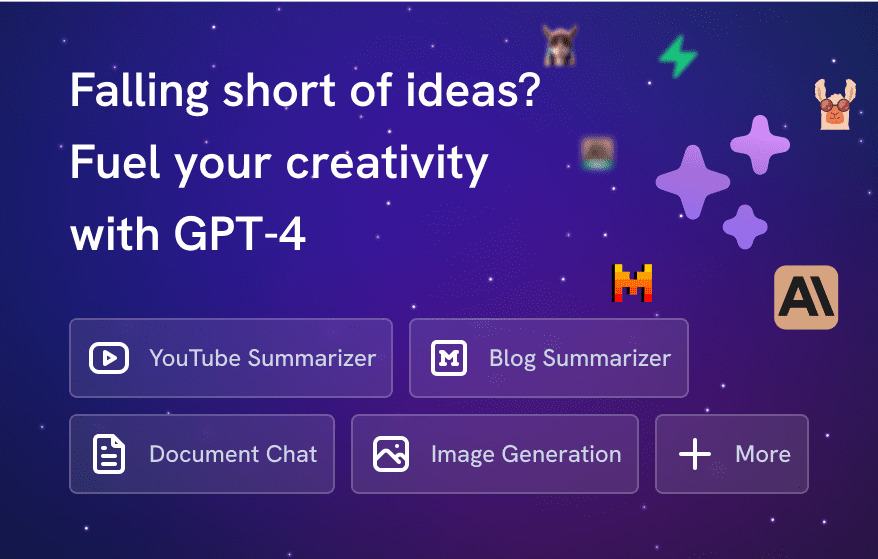 Falling short of ideas?
Fuel your creativity
with GPT-4
YouTube Summarizer
Blog Summarizer
Document Chat
Image Generation
More